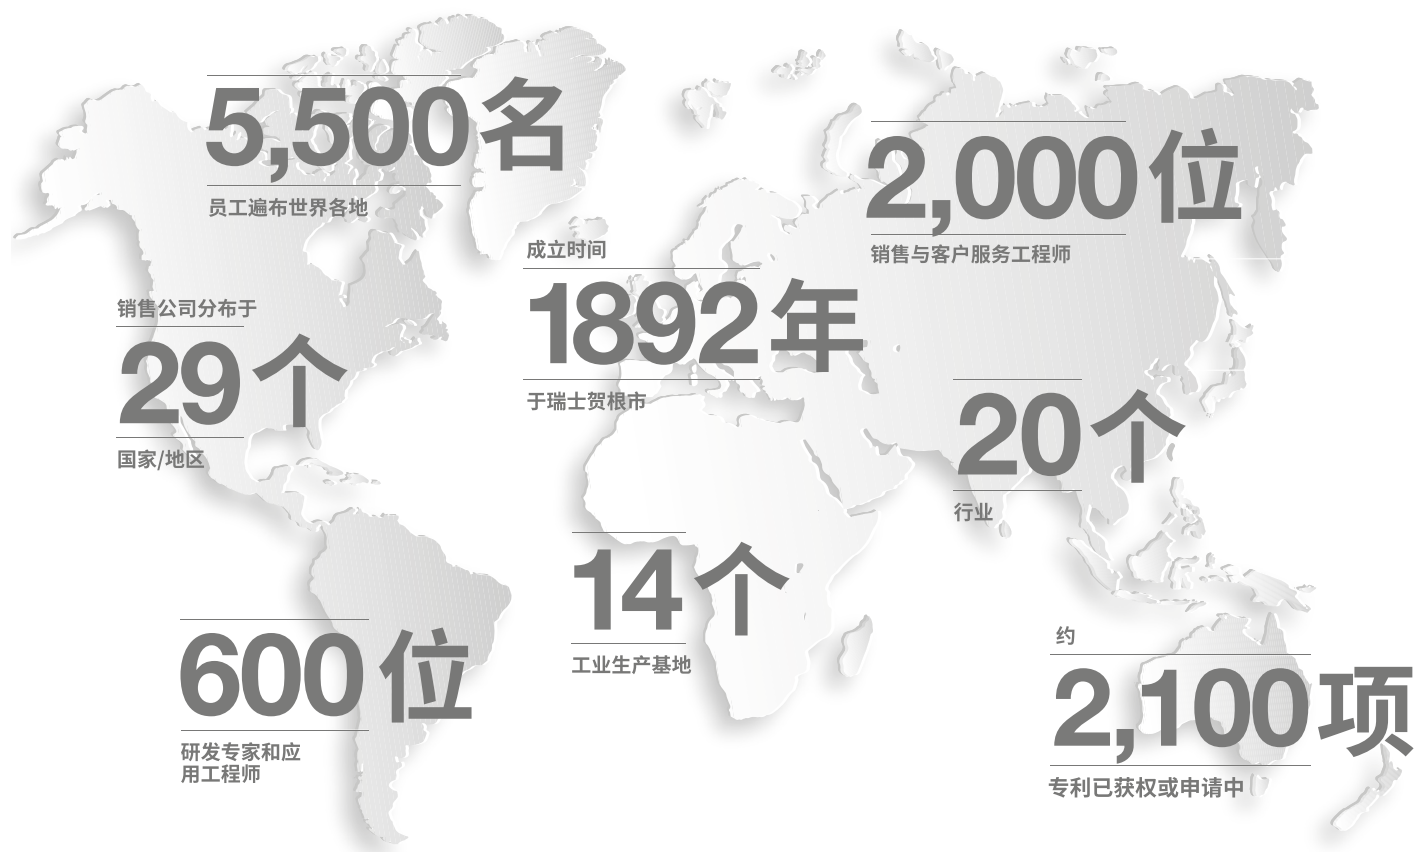 5,500名
员工遍布世界各地
2,000位
销售与客户服务工程师
成立时间
1892年
于瑞士贺根市
销售公司分布于
29个
国家/地区
20个
行业
14个
工业生产基地
600位
研发专家和应
用工程师
约
2,100项
专利已获权或申请中